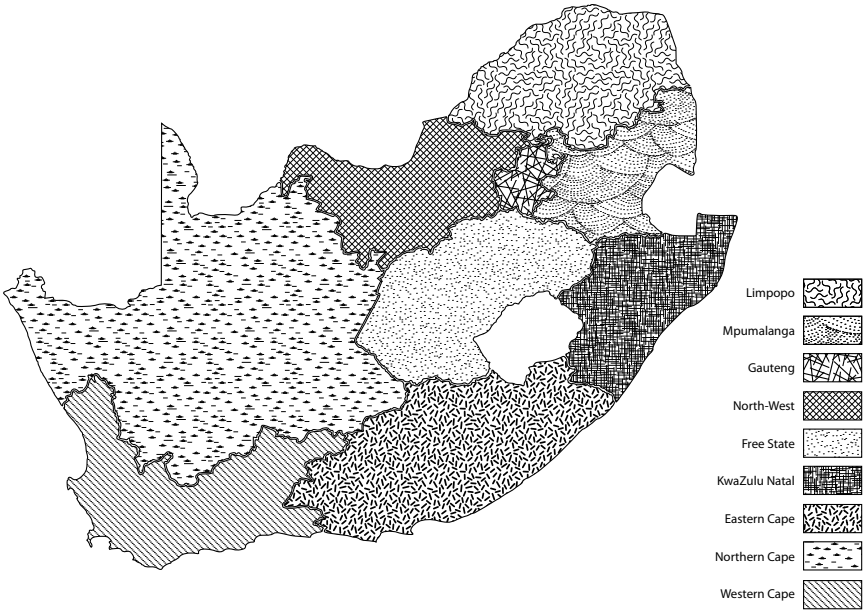 Limpopo
Mpumalanga
Gauteng
North-West
Free State
KwaZulu Natal
Eastern Cape
Northern Cape
Western Cape